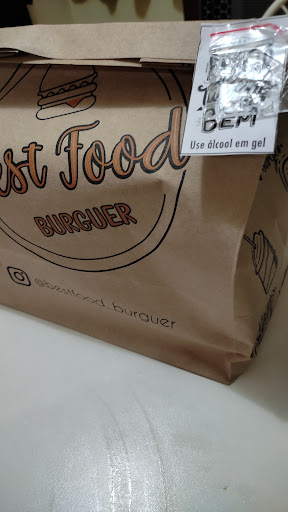 est Food
BURGUER
@bestfood_burguer
BEM
Use álcool em gel